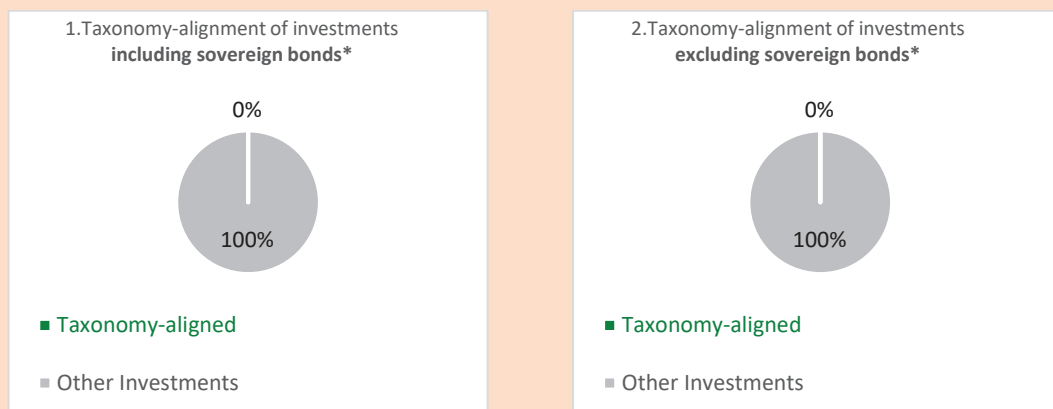 1.Taxonomy-alignment of investments
including sovereign bonds*
0%
100%
Taxonomy-aligned
Other Investments
2.Taxonomy-alignment of investments
excluding sovereign bonds*
0%
100%
Taxonomy-aligned
Other Investments